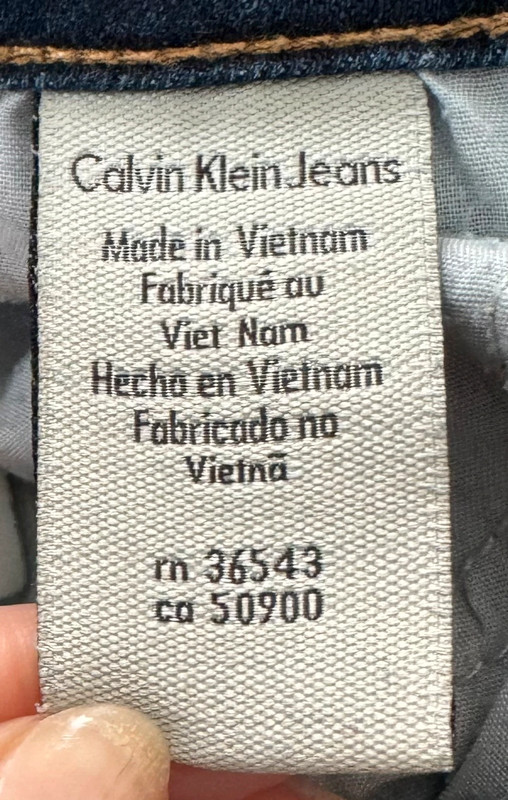 Calvin Klein Jeans
Made in Vietnam
Fabriqué au
Viet Nam
Hecho en Vietnam
Fabricado no
Vietnã
rn 36543
ca 50900